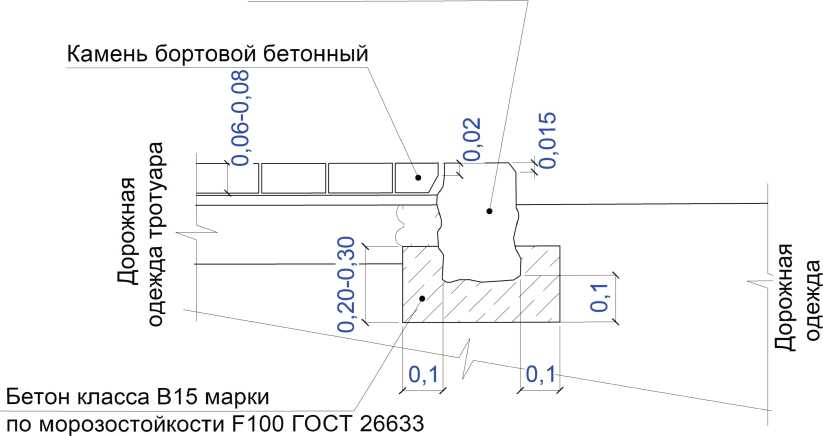 Камень бортовой бетонный
0,06-0,08
0,02
0,015
Дорожная
одежда тротуара
0,20-0,30
0,1
Дорожная
одежда
0,1
0,1
Бетон класса В15 марки
по морозостойкости F100 ГОСТ 26633